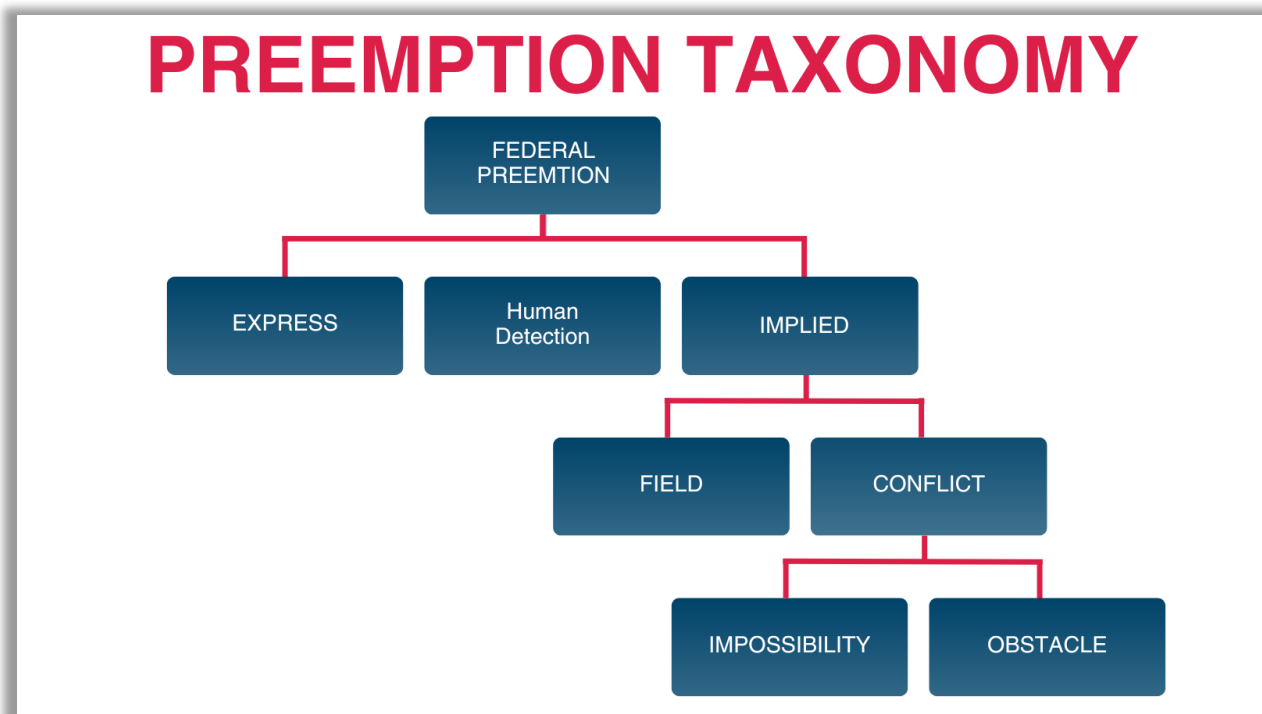 PREEMPTION TAXONOMY
FEDERAL
PREEMTION
EXPRESS
Human
Detection
IMPLIED
FIELD
CONFLICT
IMPOSSIBILITY
OBSTACLE